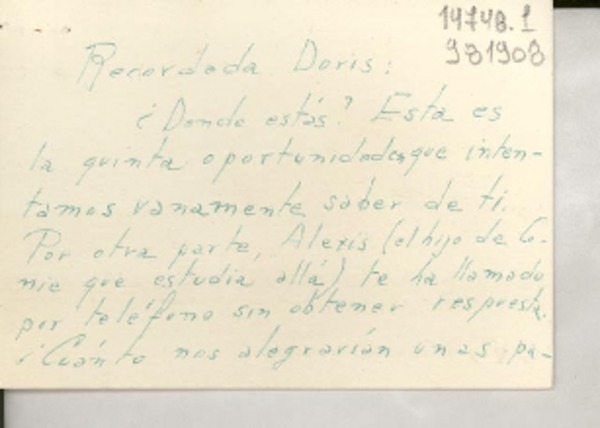 14748.1
981908
Recordada Doris:
¿Donde estás? Esta es
la quinta oportunidad en que inten-
tamos vanamente saber de ti.
Por otra parte, Alexis (el hijo de Co-
nie que estudia allá) te ha llamado
por teléfono sin obtener respuesta.
¡Cuánto nos alegrarían unas pa-